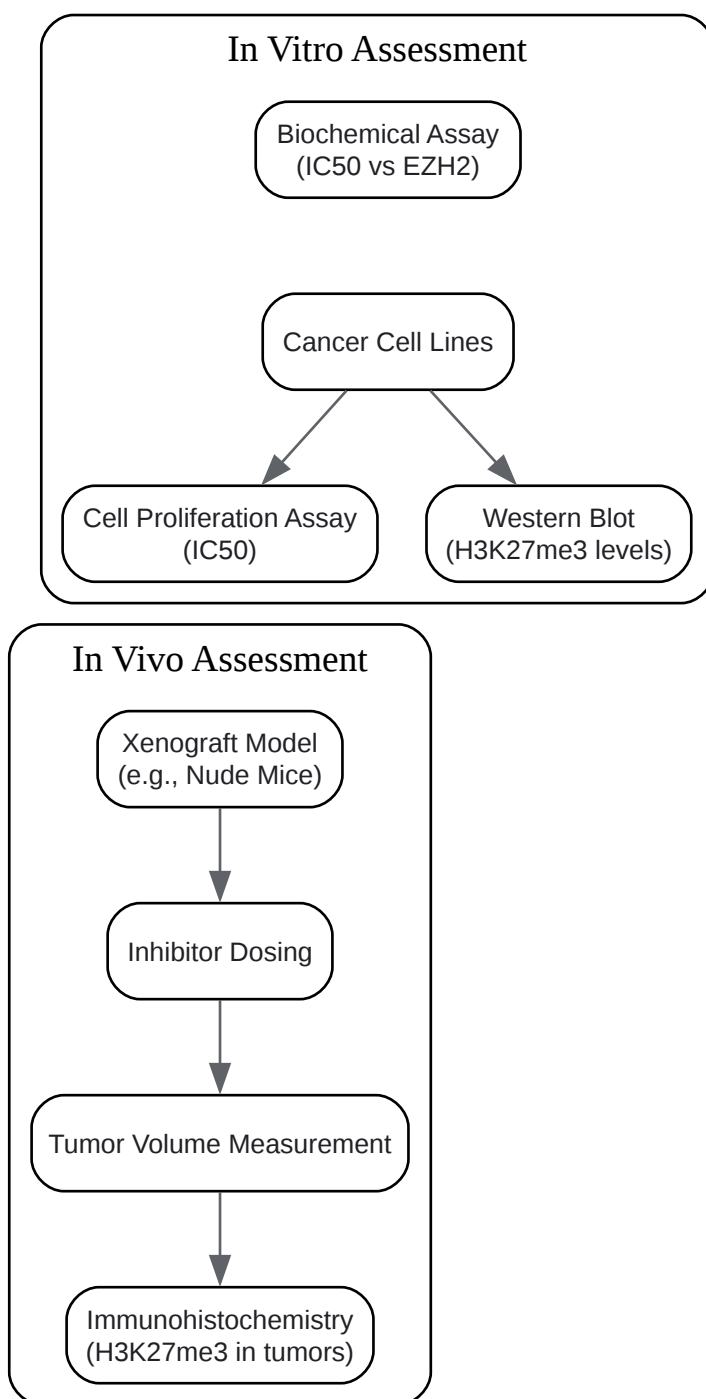 In Vitro Assessment
Biochemical Assay
(IC50 vs EZH2)
Cancer Cell Lines
Cell Proliferation Assay
(IC50)
Western Blot
(H3K27me3 levels)
In Vivo Assessment
Xenograft Model
(e.g., Nude Mice)
Inhibitor Dosing
Tumor Volume Measurement
Immunohistochemistry
(H3K27me3 in tumors)